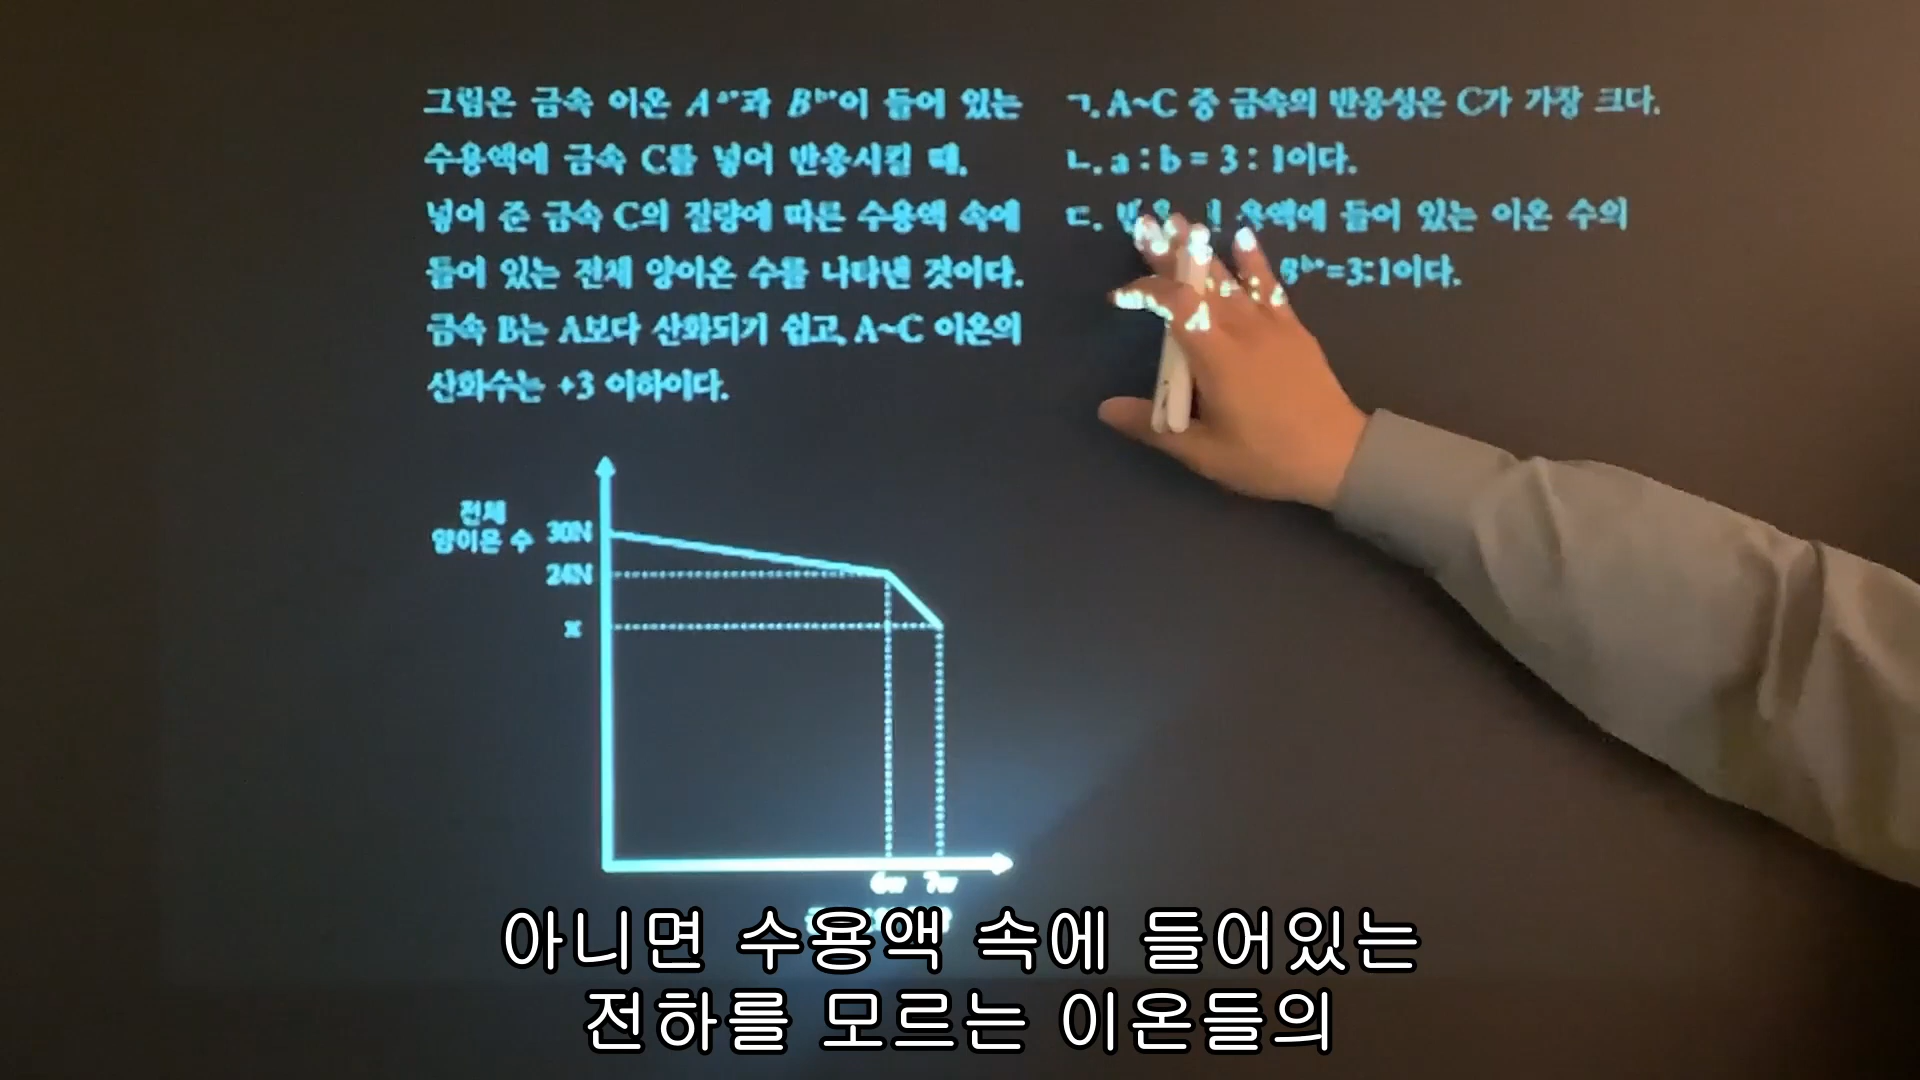 그림은 금속 이온 Aᵃ⁺과 Bᵇ⁺이 들어 있는
수용액에 금속 C를 넣어 반응시킬 때,
넣어 준 금속 C의 질량에 따른 수용액 속에
들어 있는 전체 양이온 수를 나타낸 것이다.
금속 B는 A보다 산화되기 쉽고, A~C 이온의
산화수는 +3 이하이다.
전체
양이온 수
30N
24N
x
6w 7w
ㄱ. A~C 중 금속의 반응성은 C가 가장 크다.
ㄴ. a : b = 3 : 1이다.
ㄷ. 들어 있는 이온 수의
Bᵇ⁺=3:1이다.
아니면 수용액 속에 들어있는
전하를 모르는 이온들의